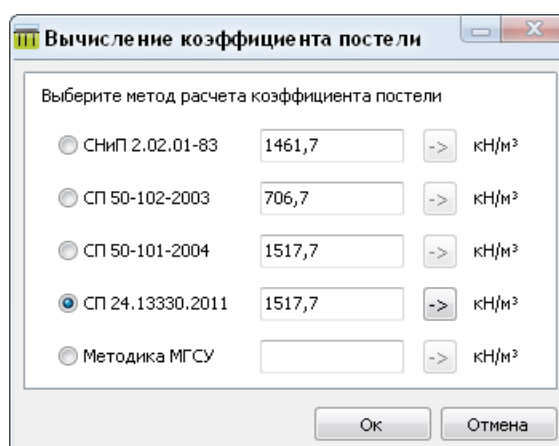 Вычисление коэффициента постели
Выберите метод расчета коэффициента постели
СНиП 2.02.01-83 1461,7 -> кН/м³
СП 50-102-2003 706,7 -> кН/м³
СП 50-101-2004 1517,7 -> кН/м³
СП 24.13330.2011 1517,7 -> кН/м³
Методика МГСУ -> кН/м³
Ок Отмена